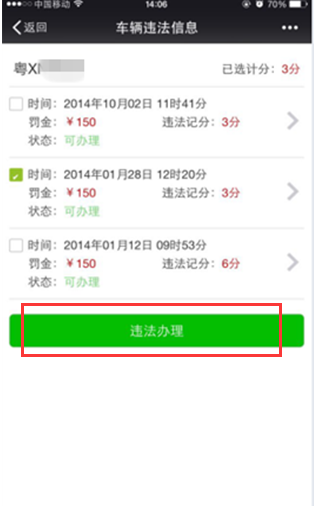 中国移动 14:06 70%
返回 车辆违法信息
粤X 已选计分：3分
时间：2014年10月02日 11时41分
罚金：￥150 违法记分：3分
状态：可办理
时间：2014年01月28日 12时20分
罚金：￥150 违法记分：3分
状态：可办理
时间：2014年01月12日 09时53分
罚金：￥150 违法记分：6分
状态：可办理
违法办理